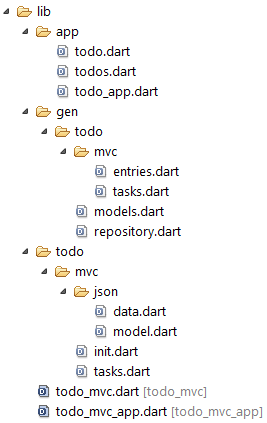 lib
app
todo.dart
todos.dart
todo_app.dart
gen
todo
mvc
entries.dart
tasks.dart
models.dart
repository.dart
todo
mvc
json
data.dart
model.dart
init.dart
tasks.dart
todo_mvc.dart [todo_mvc]
todo_mvc_app.dart [todo_mvc_app]